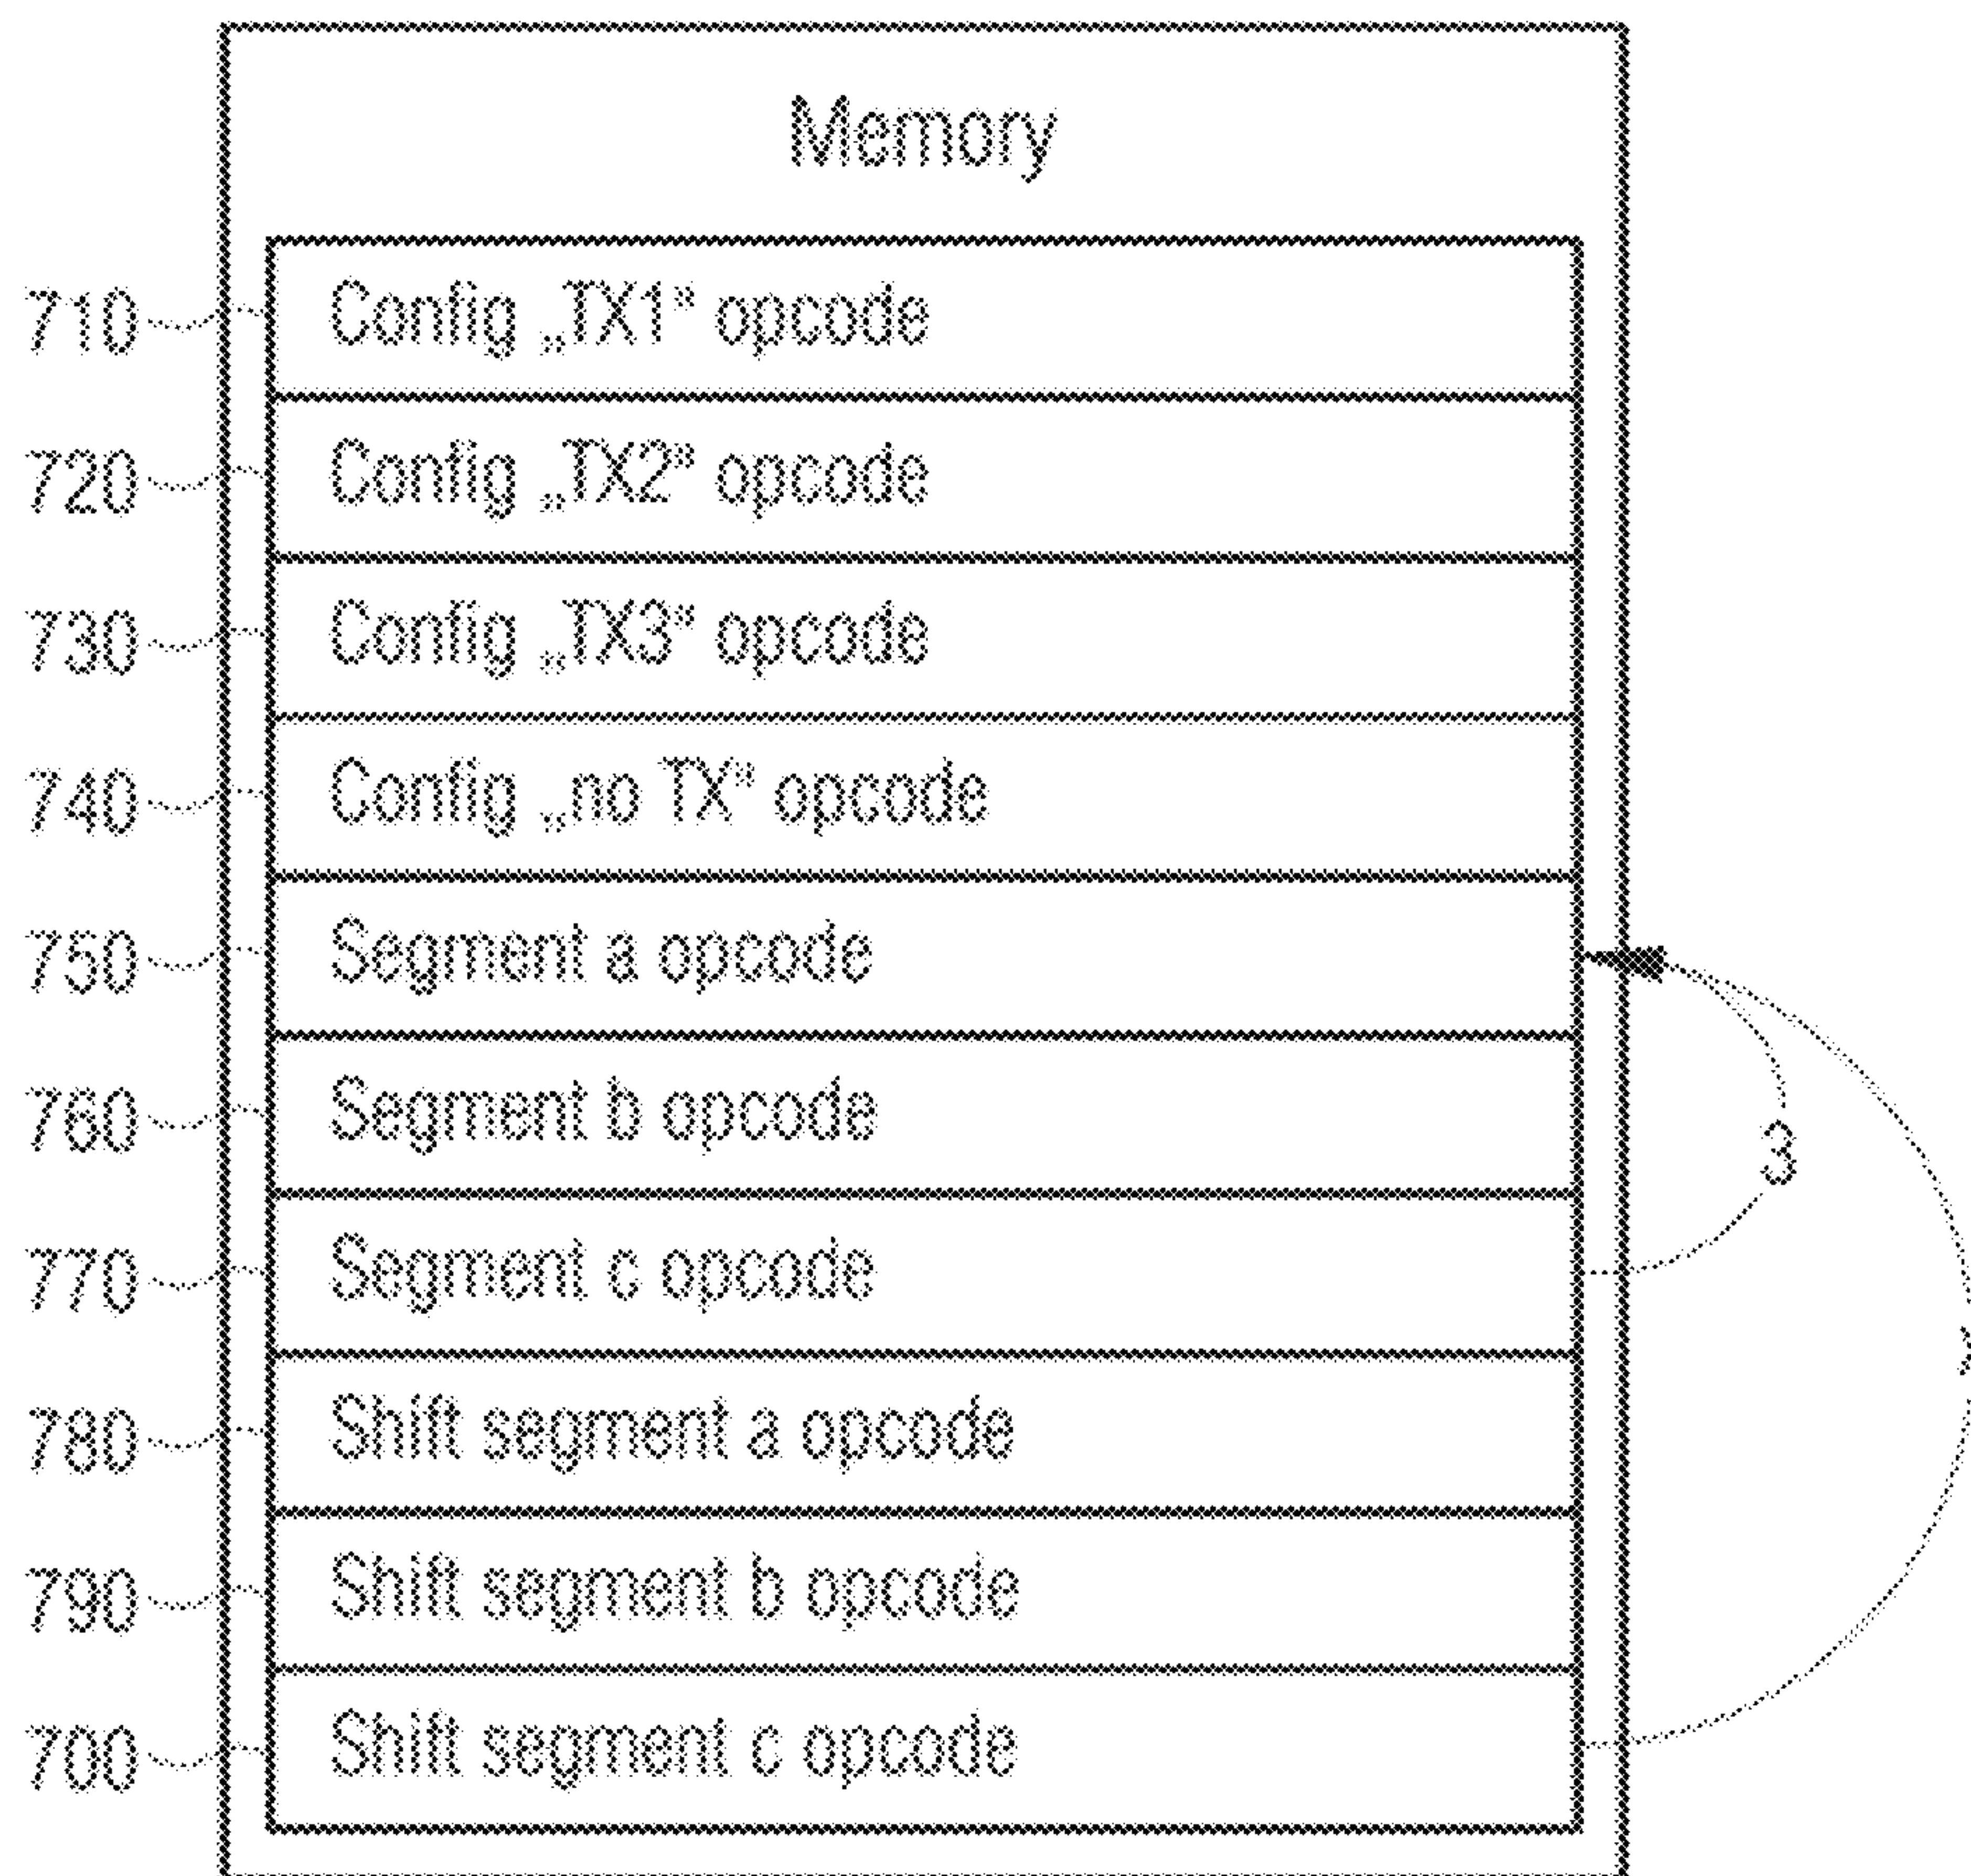 Memory
710 Config „TX1" opcode
720 Config „TX2" opcode
730 Config „TX3" opcode
740 Config „no TX" opcode
750 Segment a opcode
760 Segment b opcode
3
770 Segment c opcode
780 Shift segment a opcode
790 Shift segment b opcode
700 Shift segment c opcode